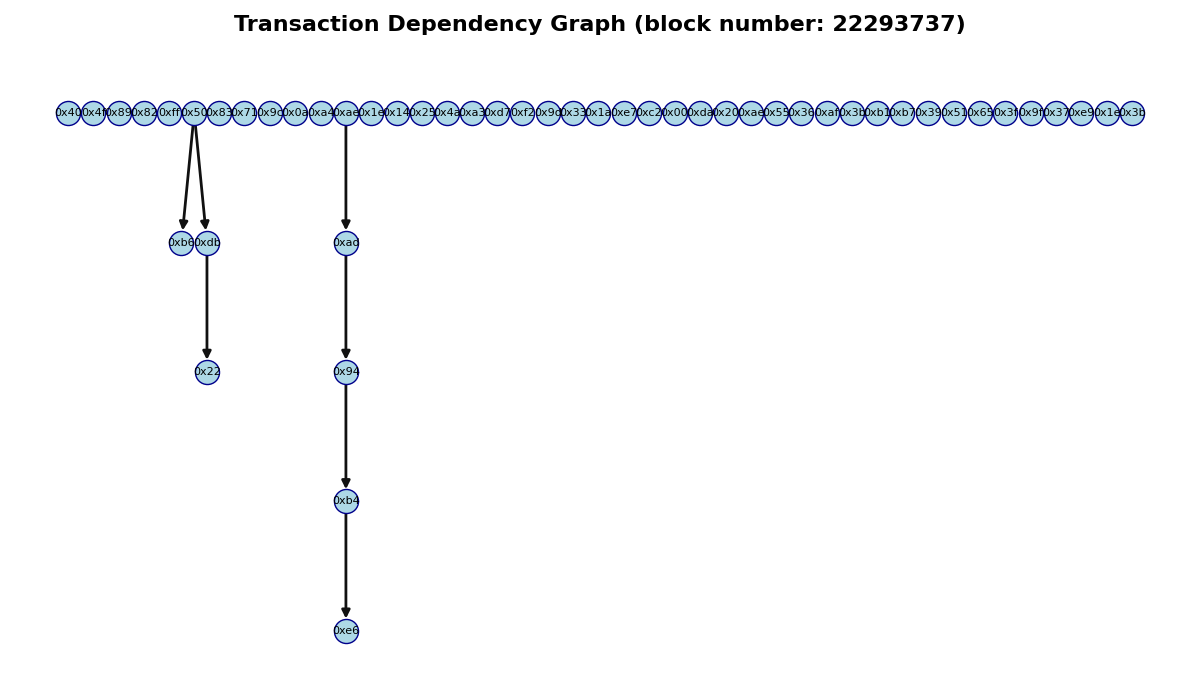 Transaction Dependency Graph (block number: 22293737)
0x40 0x4f 0x89 0x82 0xff 0x50 0x83 0x71 0x9c 0x0a 0xa4 0xae 0x1e 0x14 0x25 0x4a 0xa3 0xd7 0xf2 0x9d 0x33 0x1a 0xe7 0xc2 0x00 0xda 0x20 0xae 0x55 0x36 0xaf 0x3b 0xb1 0xb7 0x39 0x51 0x65 0x3f 0x9f 0x37 0xe9 0x1e 0x3b
0xb6 0xdb 0xad
0x22 0x94
0xb4
0xe6